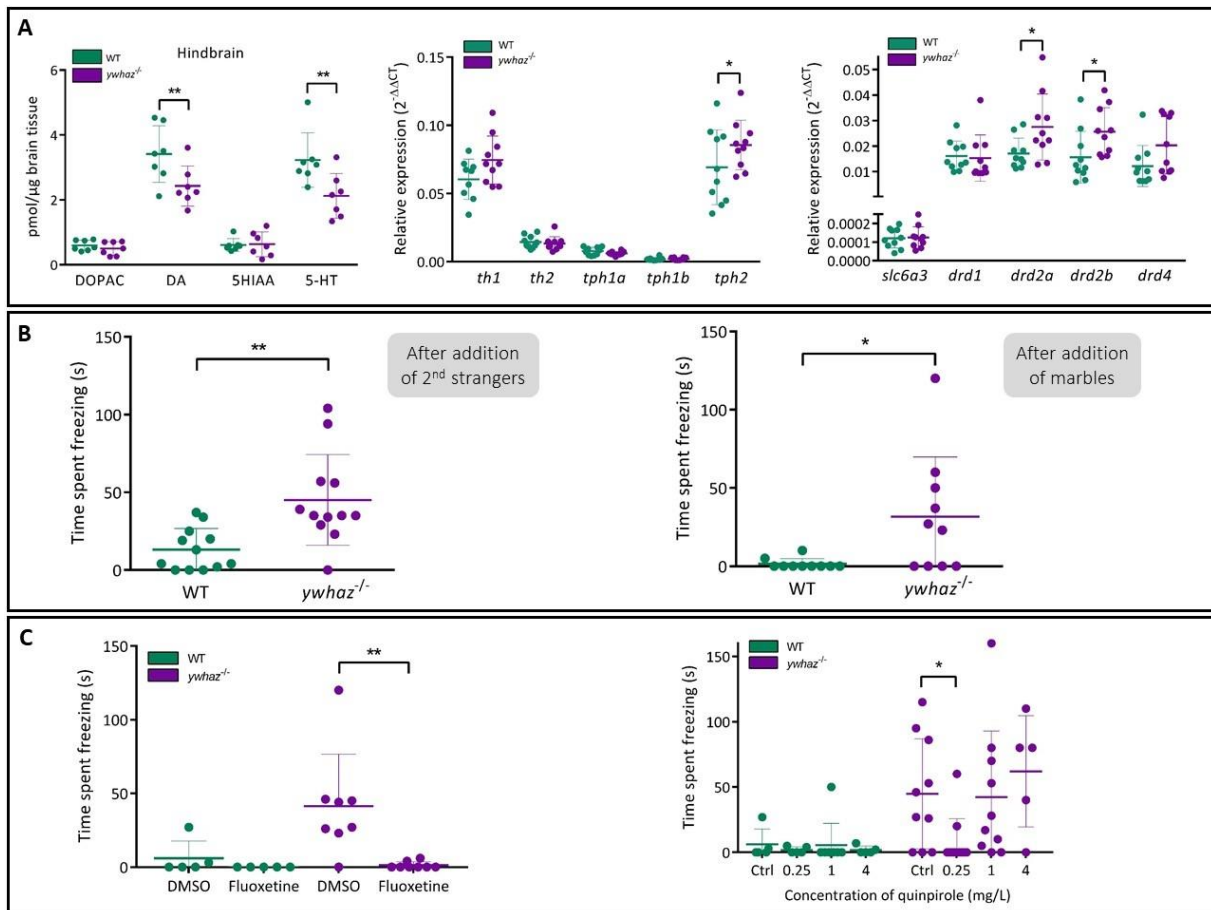 A
Hindbrain
WT
ywhaz-/-
**
**
pmol/µg brain tissue
6
4
2
0
DOPAC DA 5HIAA 5-HT
WT
ywhaz-/-
*
Relative expression (2-ΔΔCT)
0.15
0.10
0.05
0.00
th1 th2 tph1a tph1b tph2
WT
ywhaz-/-
*
*
Relative expression (2-ΔΔCT)
0.05
0.04
0.03
0.02
0.01
0.0002
0.0001
0.0000
slc6a3 drd1 drd2a drd2b drd4
B
After addition
of 2nd strangers
**
Time spent freezing (s)
150
100
50
0
WT ywhaz-/-
After addition
of marbles
*
Time spent freezing (s)
150
100
50
0
WT ywhaz-/-
C
WT
ywhaz-/-
**
Time spent freezing (s)
150
100
50
0
DMSO Fluoxetine DMSO Fluoxetine
WT
ywhaz-/-
*
Time spent freezing (s)
150
100
50
0
Ctrl 0.25 1 4 Ctrl 0.25 1 4
Concentration of quinpirole (mg/L)